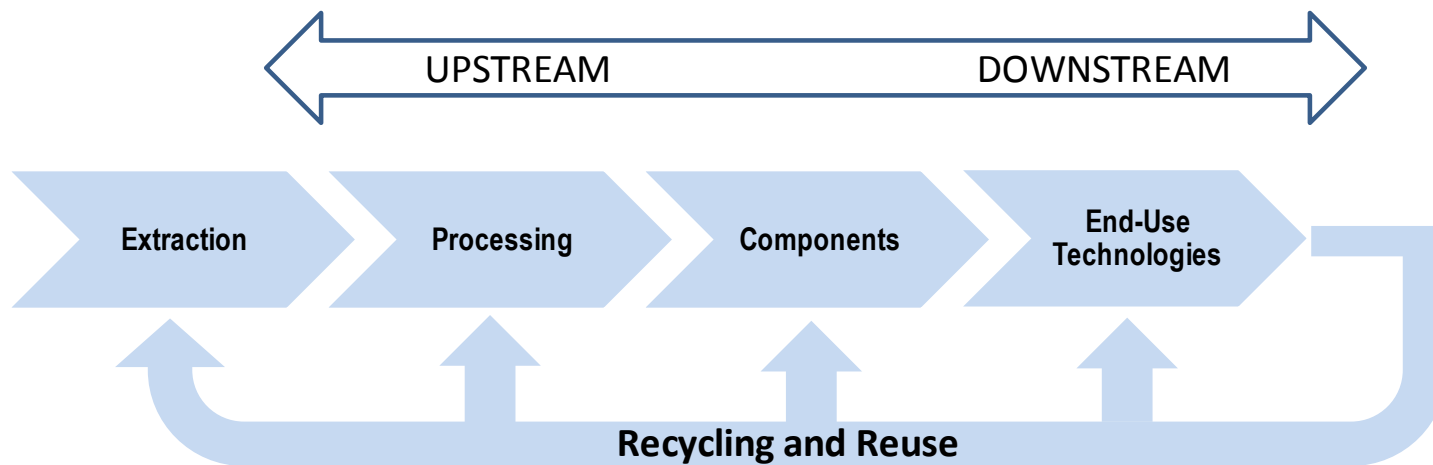 UPSTREAM DOWNSTREAM
Extraction
Processing
Components
End-Use
Technologies
Recycling and Reuse